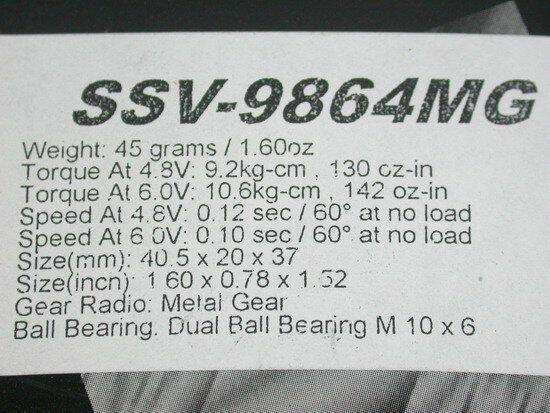 SSV-9864MG
Weight: 45 grams / 1.60oz
Torque At 4.8V: 9.2kg-cm , 130 oz-in
Torque At 6.0V: 10.6kg-cm , 142 oz-in
Speed At 4.8V: 0.12 sec / 60° at no load
Speed At 6.0V: 0.10 sec / 60° at no load
Size(mm): 40.5 x 20 x 37
Size(incn): 1 60 x 0.78 x 1.52
Gear Radio: Metal Gear
Ball Bearing. Dual Ball Bearing M 10 x 6